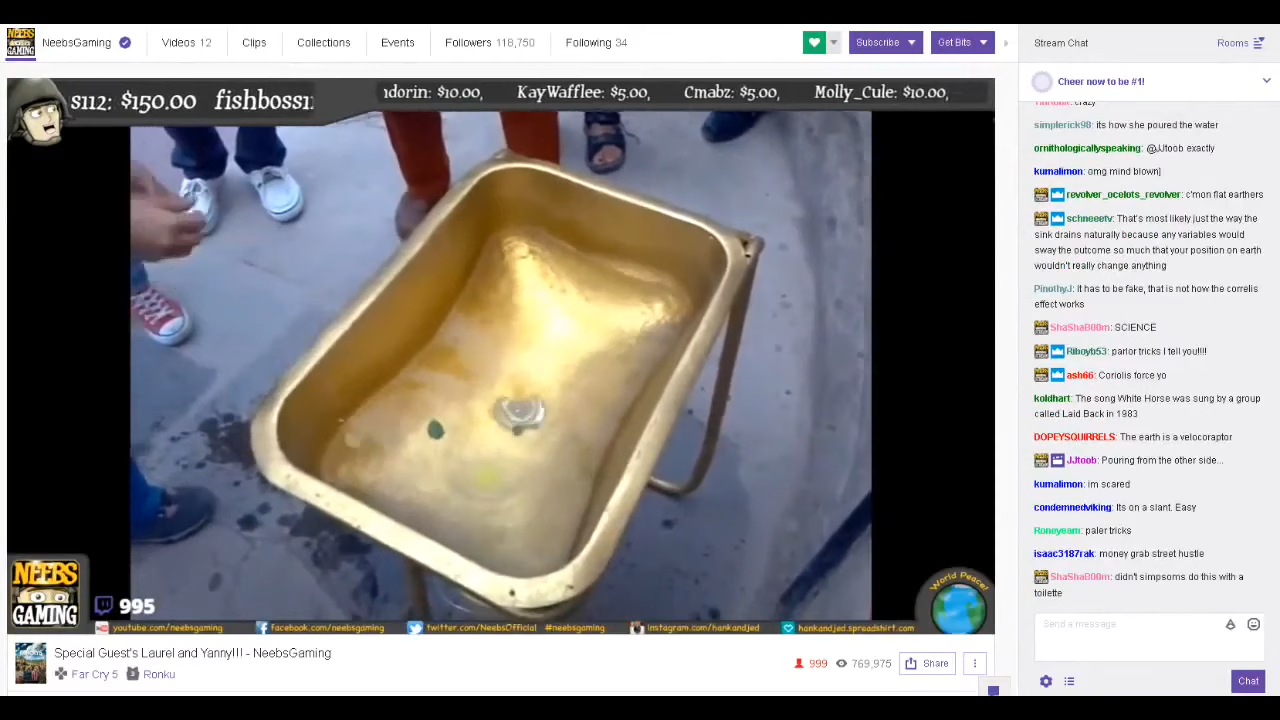 NEEBS
GAMING
NeebsGaming
Videos 12
Clips
Collections
Events
Followers 118,750
Following 34
Subscribe
Get Bits
Stream Chat
Rooms
s112: $150.00 fishboss
ndorin: $10.00, KayWafflee: $5.00, Cmabz: $5.00, Molly_Cule: $10.00,
NEEBS
GAMING
995
World Peace!
youtube.com/neebsgaming
facebook.com/neebsgaming
twitter.com/NeebsOfficial #neebsgaming
instagram.com/hankandjed
hankandjed.spreadshirt.com
Special Guest's Laurel and Yanny!!! - NeebsGaming
Far Cry 5
Ronku
999
769,975
Share
Cheer now to be #1!
crazy
simplerick98: its how she poured the water
ornithologicallyspeaking: @JJtoob exactly
kumalimon: omg mind blown]
revolver_ocelots_revolver: c'mon flat earthers
schneeetv: That's most likely just the way the
sink drains naturally because any variables would
sway the outcome so much that your position on earth
wouldn't really change anything
PinothyJ: It has to be fake, that is not how the correlis
effect works
ShaShaB00m: SCIENCE
Riboyb53: parlor tricks I tell you!!!!
ash66: Coriolis force yo
koldhart: The song White Horse was sung by a group
called Laid Back in 1983
DOPEYSQUIRRELS: The earth is a velocoraptor
JJtoob: Pouring from the other side...
kumalimon: im scared
condemnedviking: Its on a slant. Easy
Roneyeam: paler tricks
isaac3187rak: money grab street hustle
ShaShaB00m: didn't simpsoms do this with a
toilette
Send a message
Chat